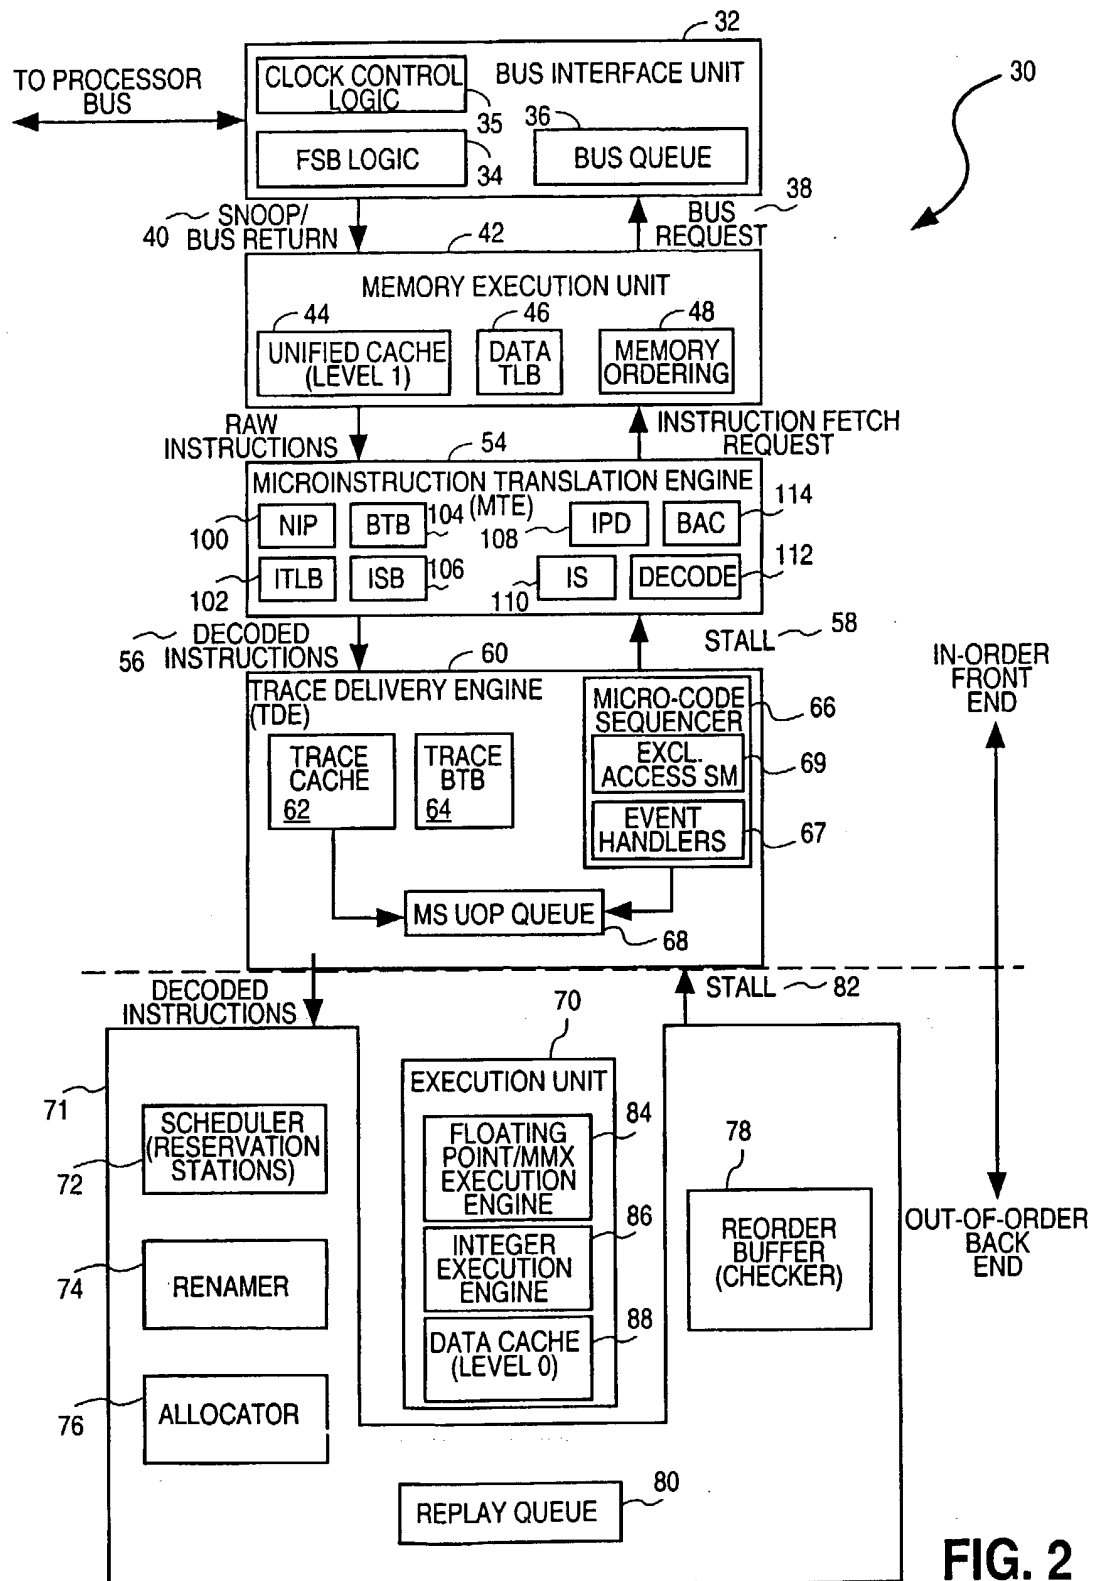 32
TO PROCESSOR
BUS
CLOCK CONTROL
LOGIC
35
BUS INTERFACE UNIT
30
FSB LOGIC
34
36
BUS QUEUE
40
SNOOP/
BUS RETURN
42
BUS
REQUEST
38
MEMORY EXECUTION UNIT
44
UNIFIED CACHE
(LEVEL 1)
46
DATA
TLB
48
MEMORY
ORDERING
RAW
INSTRUCTIONS
54
INSTRUCTION FETCH
REQUEST
MICROINSTRUCTION TRANSLATION ENGINE
(MTE)
100
NIP
BTB
104
108
IPD
BAC
114
102
ITLB
ISB
106
110
IS
DECODE
112
56
DECODED
INSTRUCTIONS
60
STALL
58
TRACE DELIVERY ENGINE
(TDE)
MICRO-CODE
SEQUENCER
66
TRACE
CACHE
62
TRACE
BTB
64
EXCL.
ACCESS SM
69
EVENT
HANDLERS
67
MS UOP QUEUE
68
IN-ORDER
FRONT
END
DECODED
INSTRUCTIONS
STALL
82
70
71
EXECUTION UNIT
SCHEDULER
(RESERVATION
STATIONS)
72
FLOATING
POINT/MMX
EXECUTION
ENGINE
84
78
REORDER
BUFFER
(CHECKER)
OUT-OF-ORDER
BACK
END
74
RENAMER
INTEGER
EXECUTION
ENGINE
86
DATA CACHE
(LEVEL 0)
88
76
ALLOCATOR
REPLAY QUEUE
80
FIG. 2